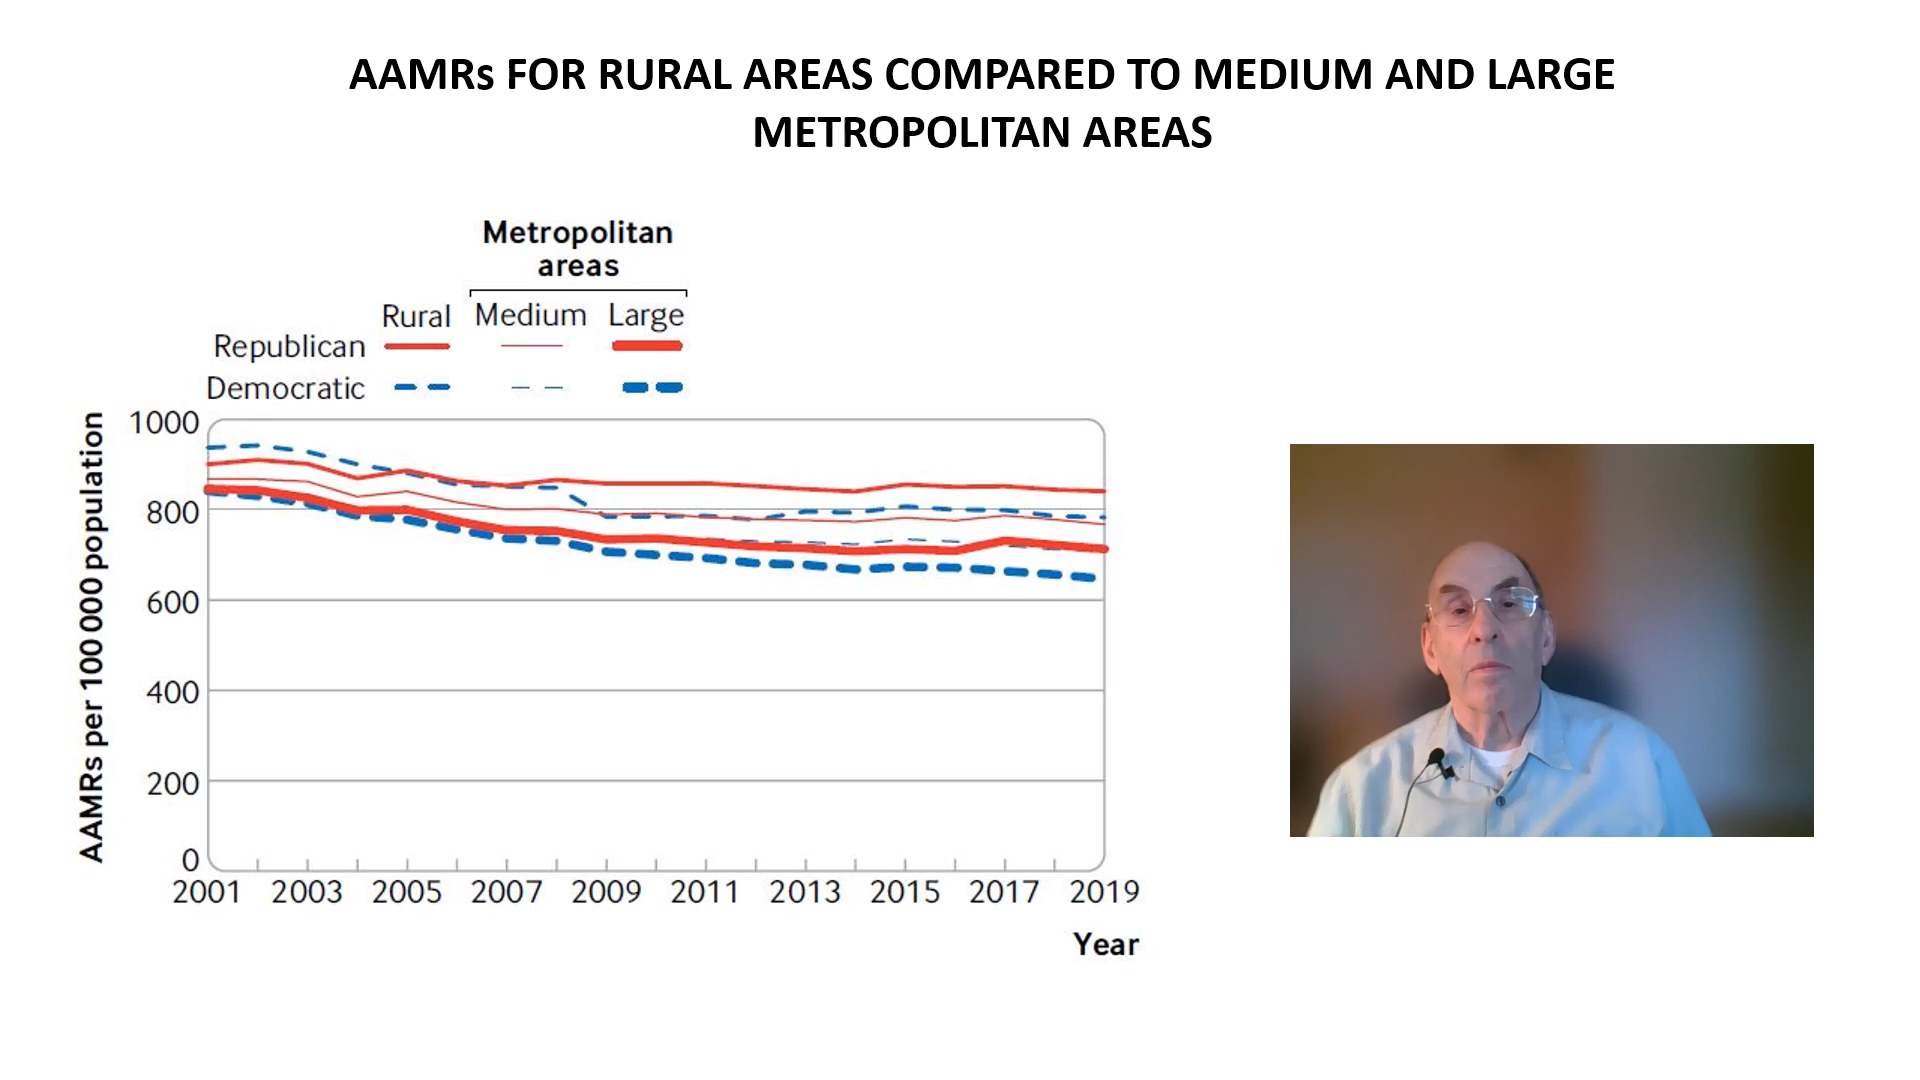 AAMRs FOR RURAL AREAS COMPARED TO MEDIUM AND LARGE
METROPOLITAN AREAS
Metropolitan
areas
Rural Medium Large
Republican
Democratic
AAMRs per 100 000 population
1000
800
600
400
200
0
2001 2003 2005 2007 2009 2011 2013 2015 2017 2019
Year